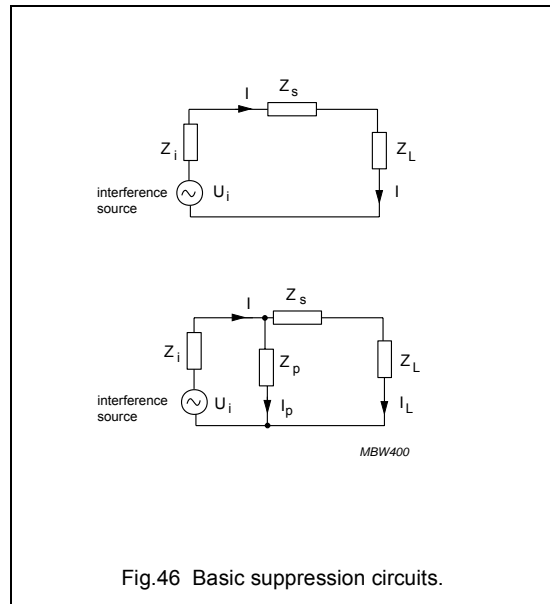 I
Z s
Z i
Z L
interference
source
U i
I
I
Z s
Z i
Z p
Z L
interference
source
U i
I p
I L
MBW400
Fig.46 Basic suppression circuits.